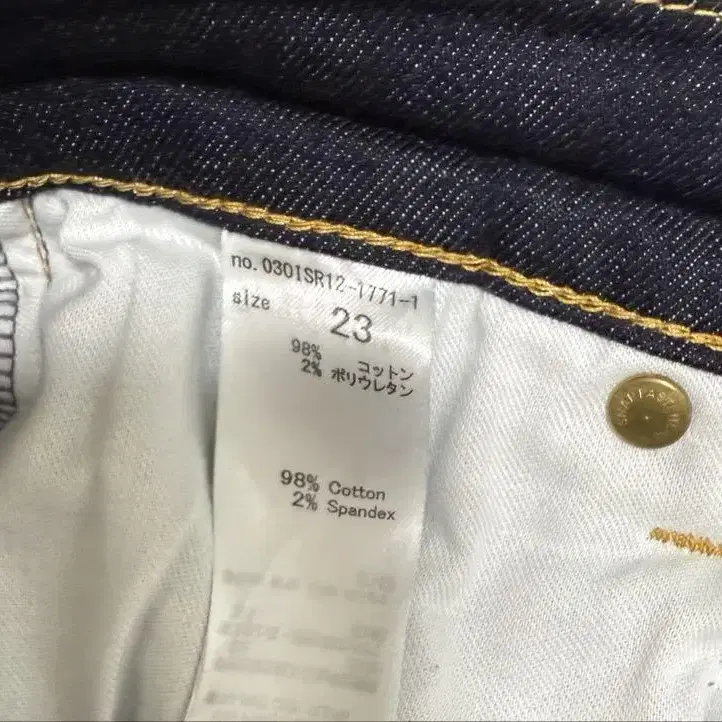 no.0301SR12-1771-1
size 23
98% コットン
2% ポリウレタン
98% Cotton
2% Spandex